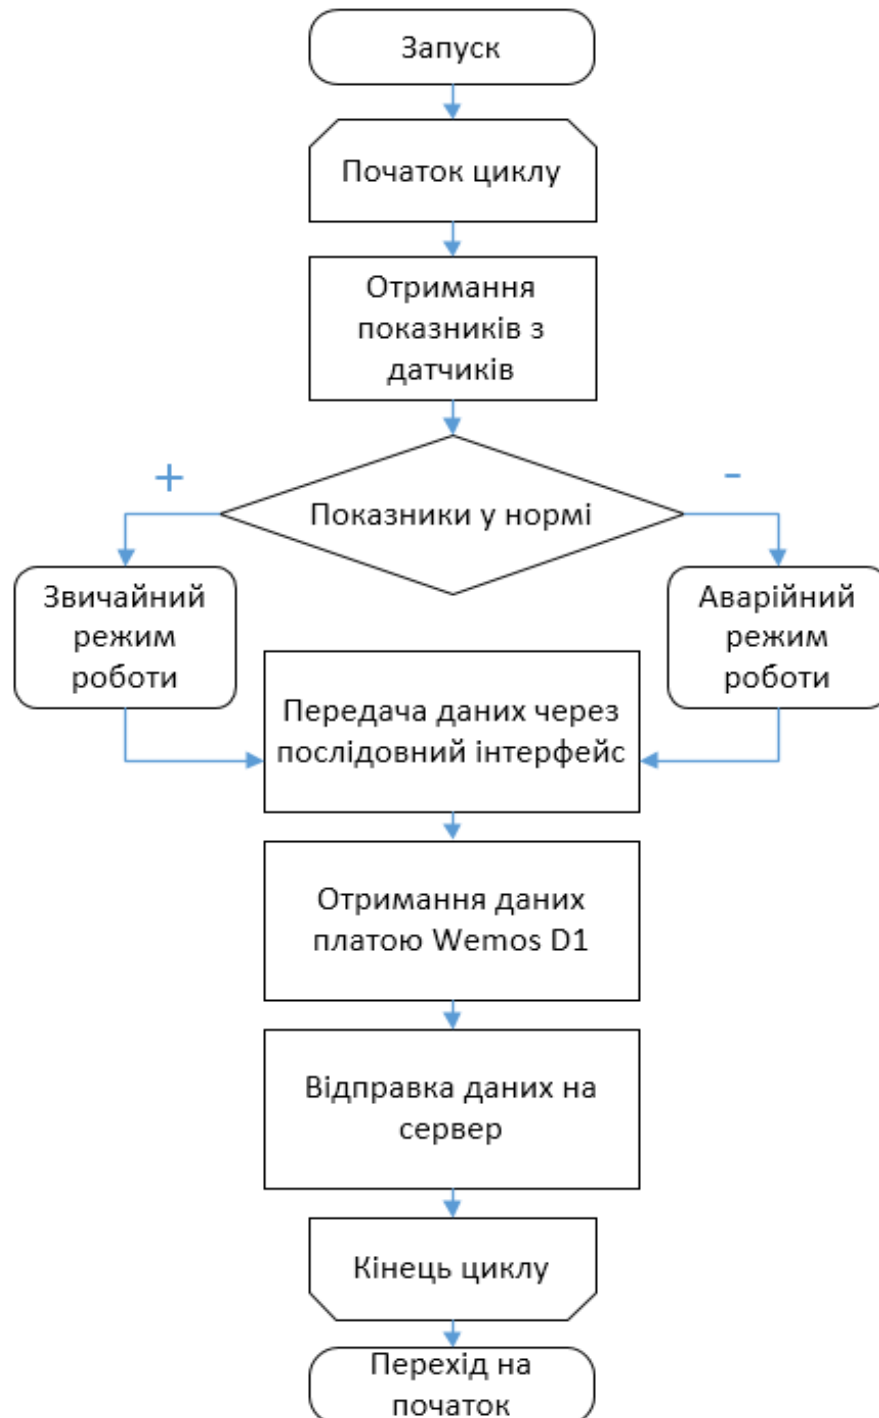 Запуск
Початок циклу
Отримання
показників з
датчиків
+
-
Показники у нормі
Звичайний
режим
роботи
Аварійний
режим
роботи
Передача даних через
послідовний інтерфейс
Отримання даних
платою Wemos D1
Відправка даних на
сервер
Кінець циклу
Перехід на
початок